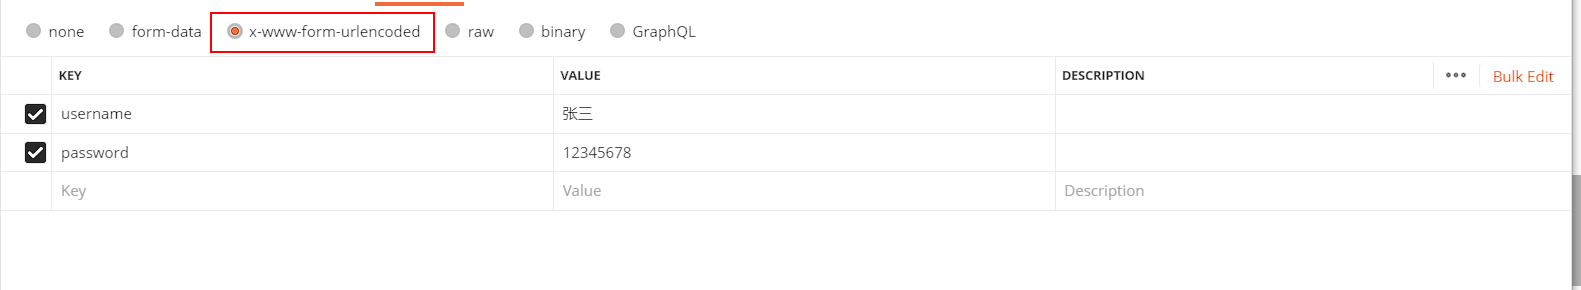 none form-data x-www-form-urlencoded raw binary GraphQL
KEY VALUE DESCRIPTION ••• Bulk Edit
username 张三
password 12345678
Key Value Description